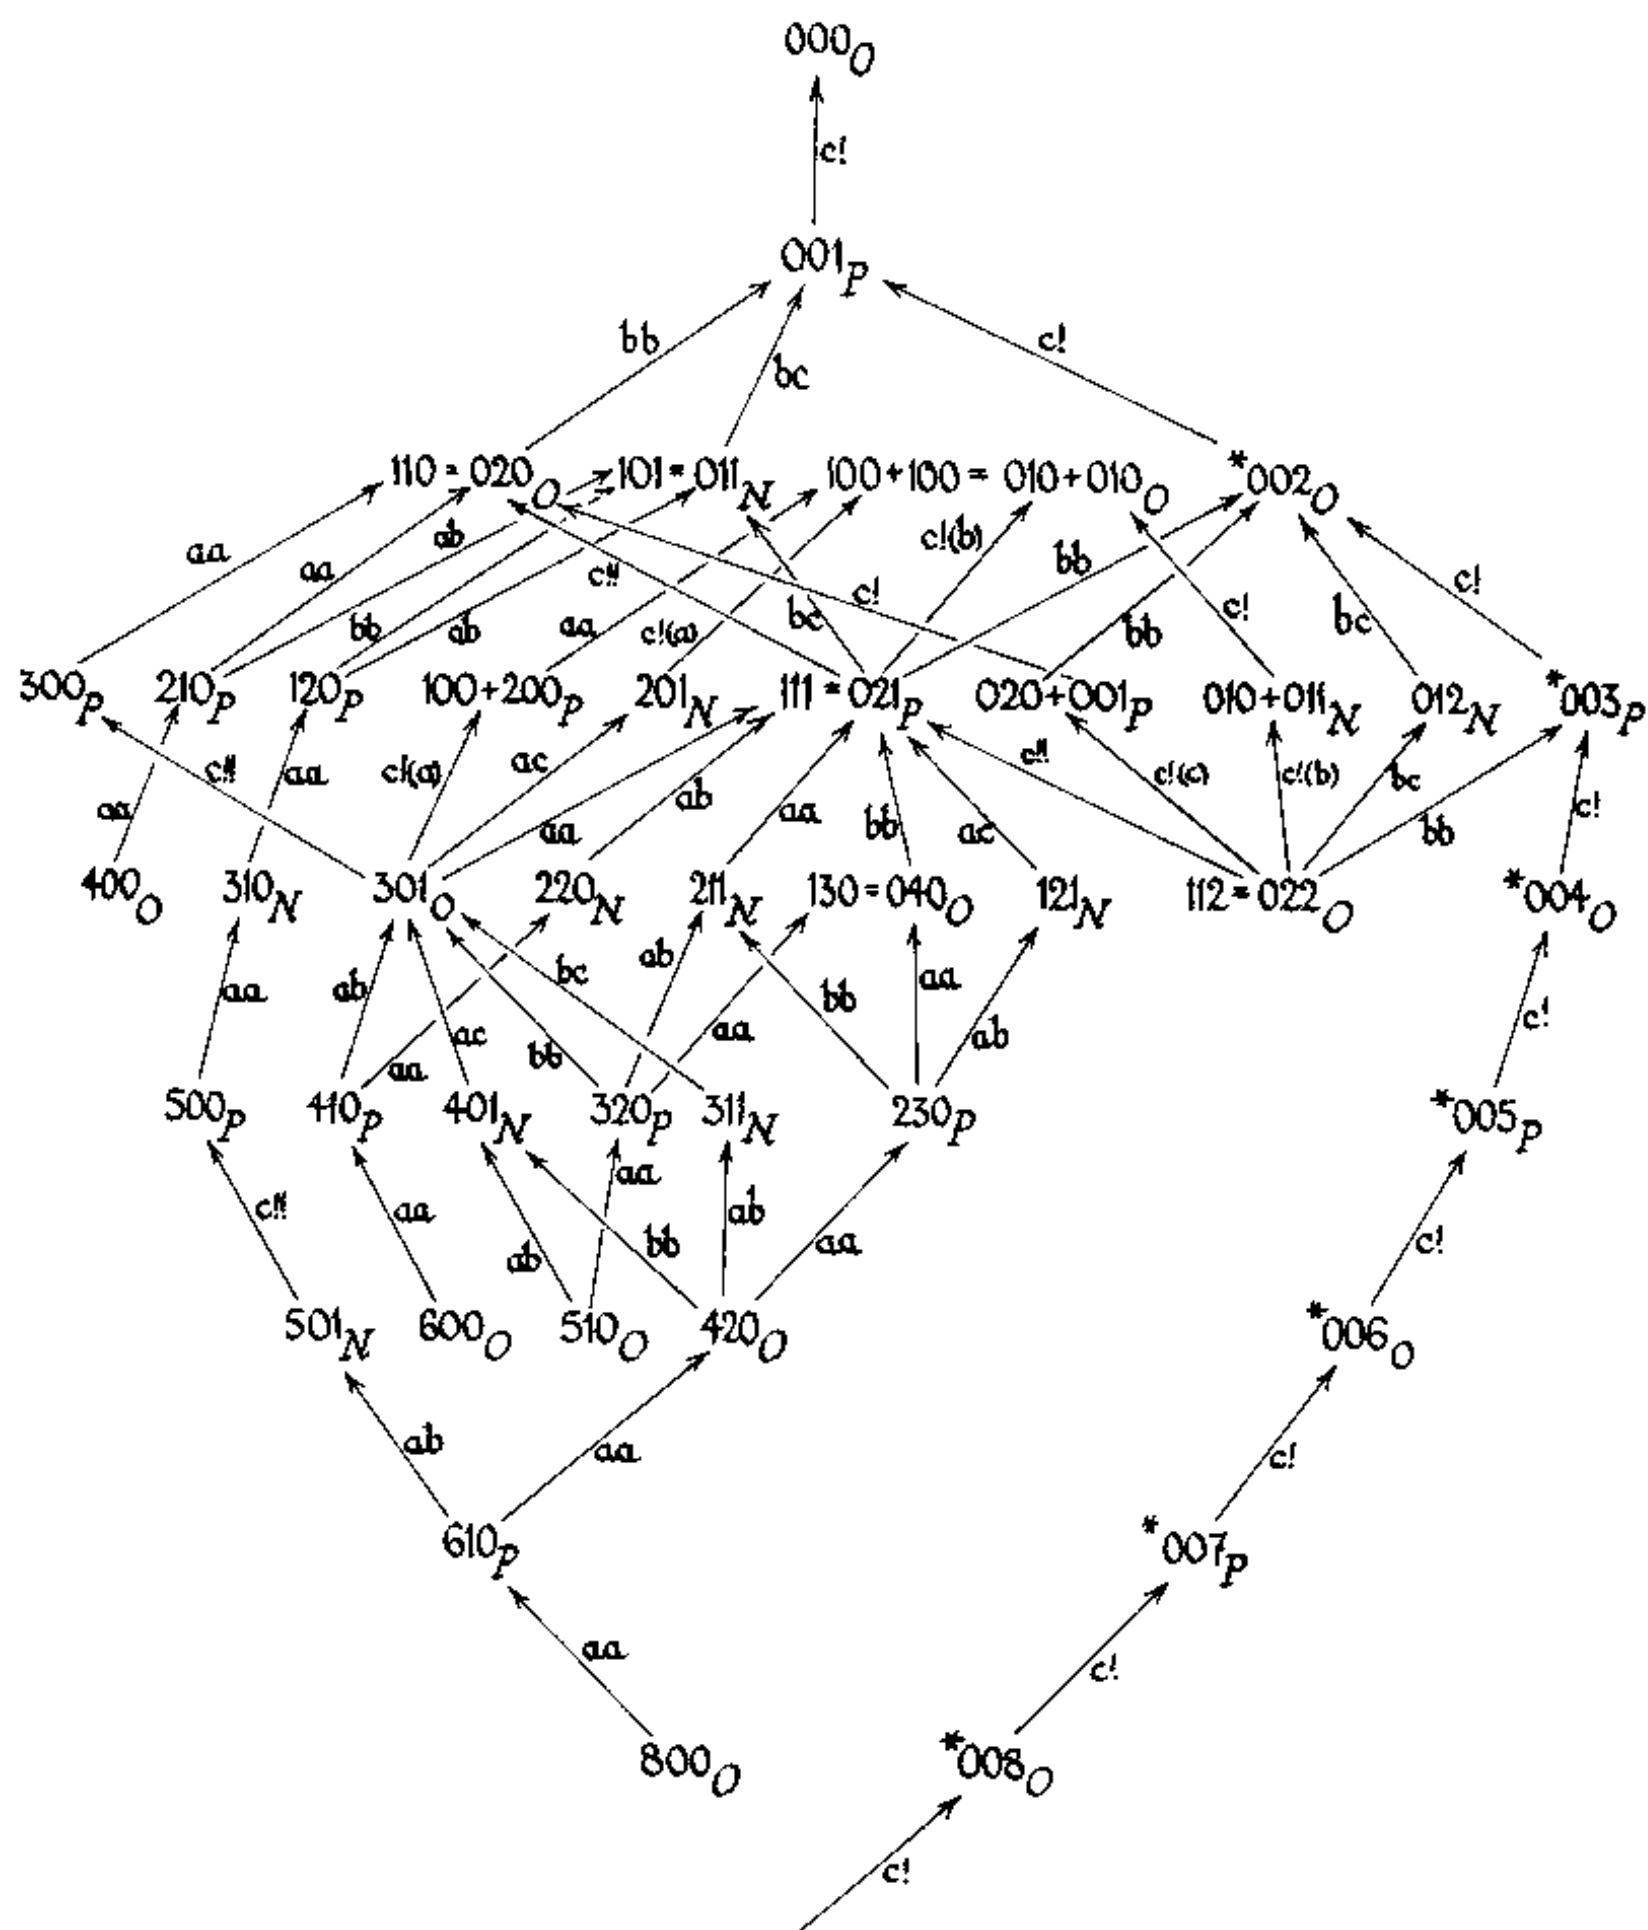 000O
c!
001P
bb
bc
c!
110=020O
101=011N
100+100=010+010O
*002O
aa
aa
ab
bb
ab
c!!
aa
c!(a)
bc
c!
c!(b)
bb
bb
c!
bc
c!
300P
210P
120P
100+200P
201N
111=021P
020+001P
010+011N
012N
*003P
aa
c!!
aa
c!(a)
ac
aa
ab
aa
bb
ac
c!!
c!(c)
c!(b)
bc
bb
c!
400O
310N
301O
220N
211N
130=040O
121N
112=022O
*004O
aa
ab
aa
ac
bb
bc
ab
aa
bb
aa
ab
c!
500P
410P
401N
320P
311N
230P
*005P
c!!
aa
ab
aa
bb
ab
aa
c!
501N
600O
510O
420O
*006O
ab
aa
c!
610P
*007P
aa
c!
800O
*008O
c!